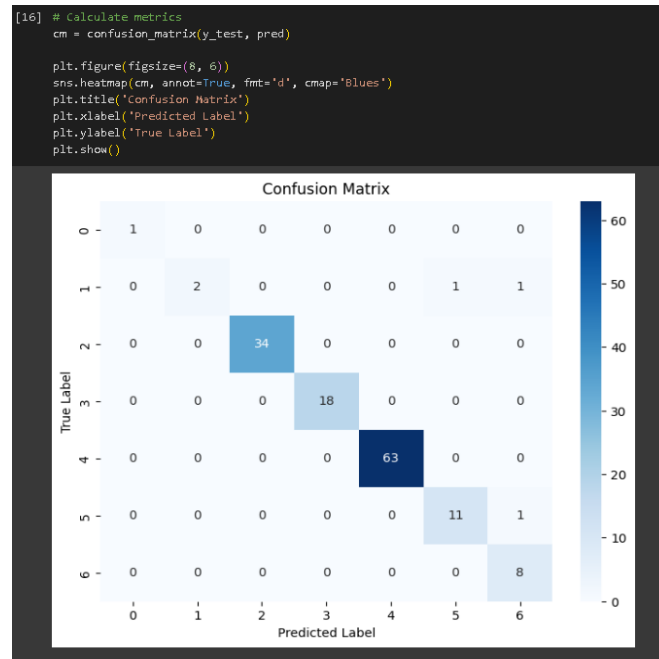 [16] # Calculate metrics
cm = confusion_matrix(y_test, pred)
plt.figure(figsize=(8, 6))
sns.heatmap(cm, annot=True, fmt='d', cmap='Blues')
plt.title('Confusion Matrix')
plt.xlabel('Predicted Label')
plt.ylabel('True Label')
plt.show()
Confusion Matrix
0 1 0 0 0 0 0 0
1 0 2 0 0 0 1 1
2 0 0 34 0 0 0 0
3 0 0 0 18 0 0 0
4 0 0 0 0 63 0 0
5 0 0 0 0 0 11 1
6 0 0 0 0 0 0 8
True Label
0 1 2 3 4 5 6
Predicted Label
60
50
40
30
20
10
0